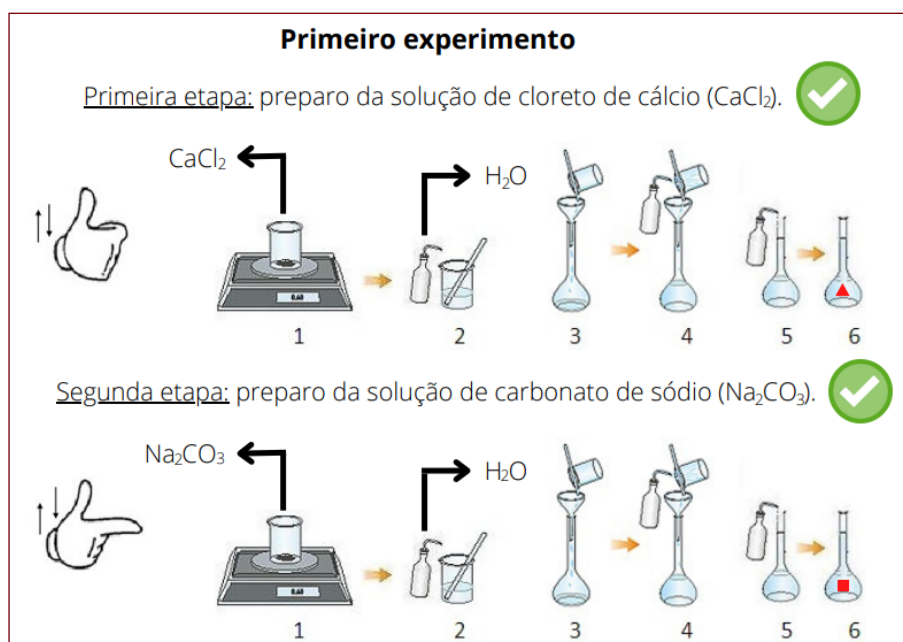 Primeiro experimento
Primeira etapa: preparo da solução de cloreto de cálcio (CaCl₂).
CaCl₂
H₂O
1 2 3 4 5 6
Segunda etapa: preparo da solução de carbonato de sódio (Na₂CO₃).
Na₂CO₃
H₂O
1 2 3 4 5 6